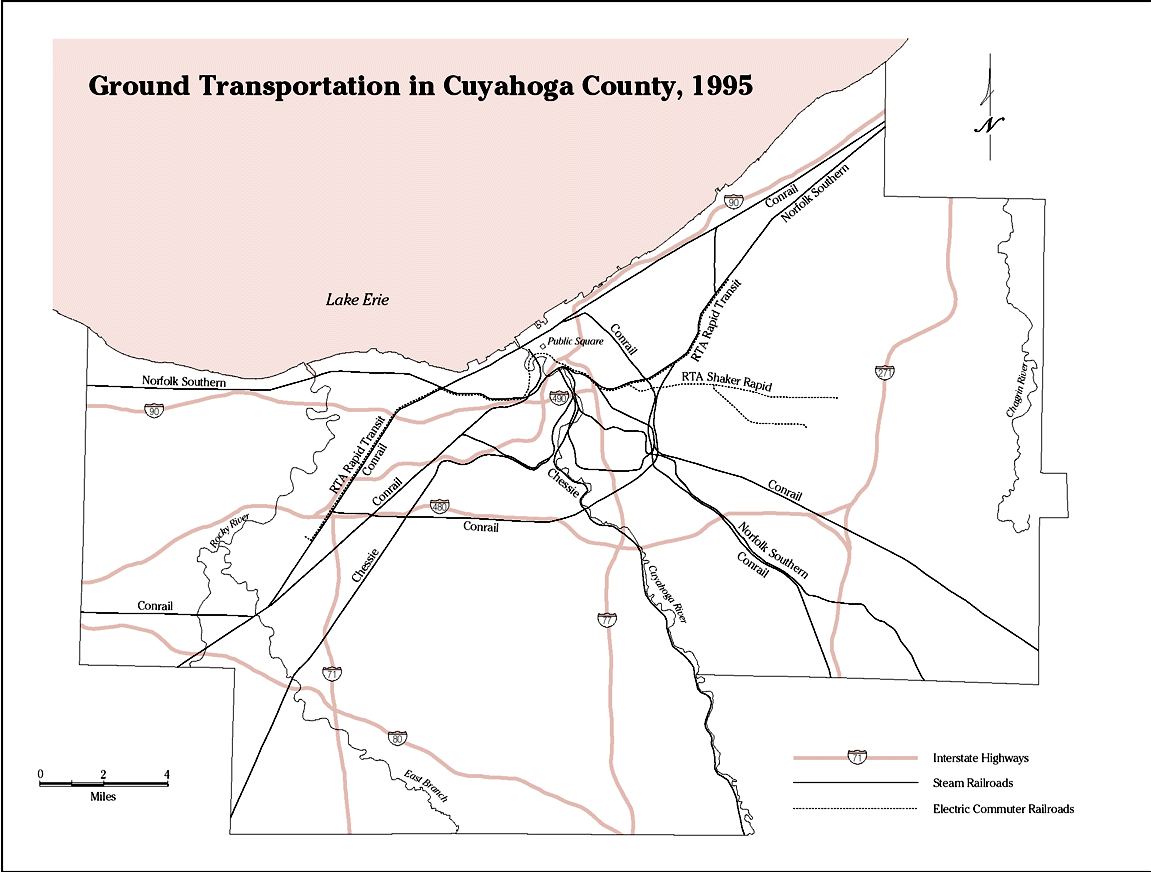 Ground Transportation in Cuyahoga County, 1995
N
90
Conrail
Norfolk Southern
Lake Erie
RTA Rapid Transit
Public Square
Conrail
271
Chagrin River
Norfolk Southern
RTA Shaker Rapid
90
490
RTA Rapid Transit
Conrail
Conrail
Chessie
Conrail
480
Conrail
Rocky River
Norfolk Southern
Conrail
Chessie
Cuyahoga River
Conrail
77
71
80
East Branch
0 2 4
Miles
71 Interstate Highways
Steam Railroads
Electric Commuter Railroads